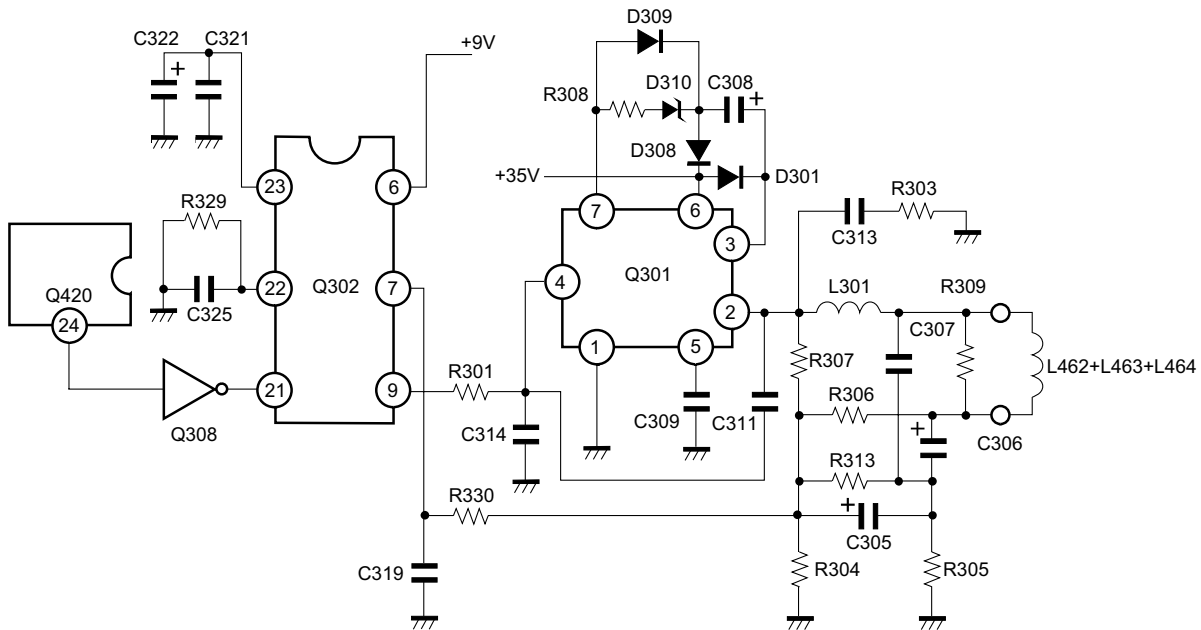 D309
C322
C321
+
+9V
D310
C308
+
R308
D308
+35V
D301
23
6
7
6
R329
R303
3
C313
Q420
22
Q302
7
4
Q301
L301
R309
C325
24
2
C307
1
5
R307
L462+L463+L464
R301
21
9
R306
Q308
C314
C309
C311
+
C306
R313
R330
+
C305
C319
R304
R305